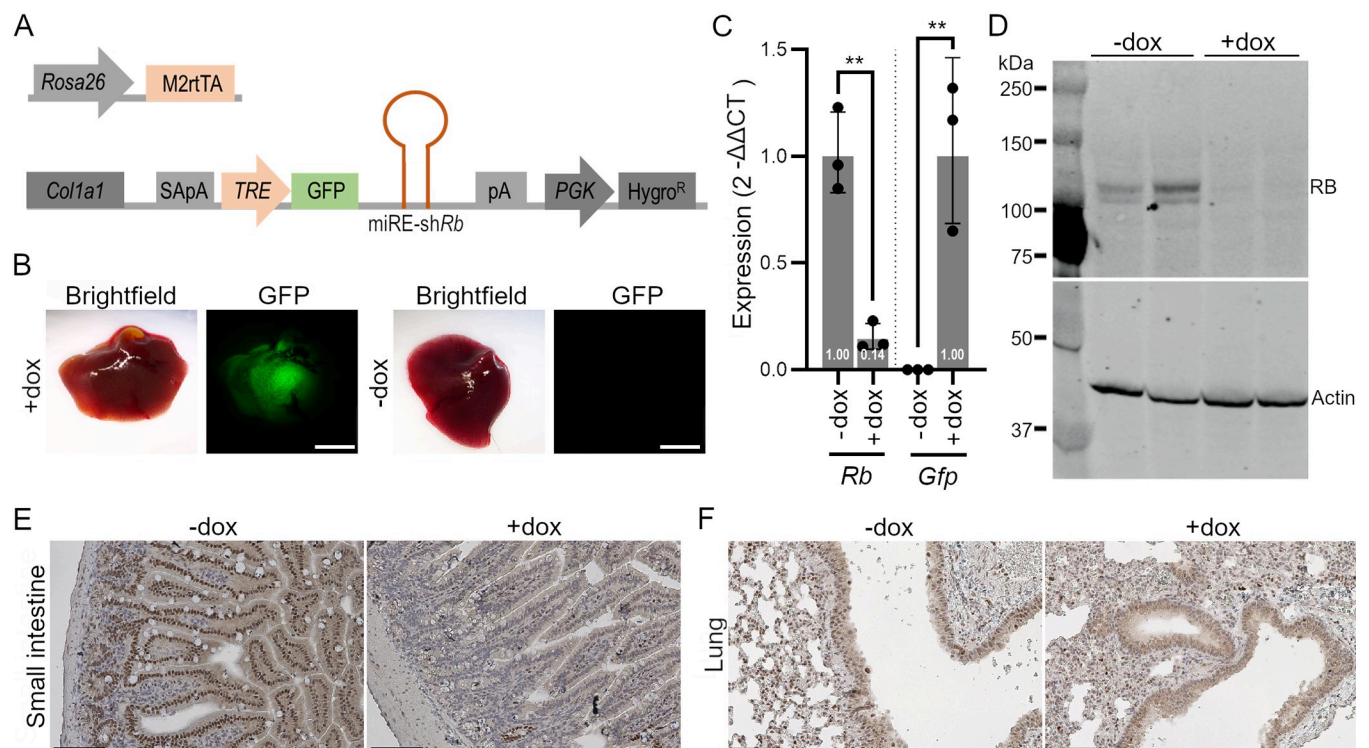 A
Rosa26
M2rtTA
Col1a1
SApA
TRE
GFP
miRE-shRb
pA
PGK
HygroR
B
Brightfield
GFP
Brightfield
GFP
+dox
-dox
C
Expression (2 -ΔΔCT)
1.5
1.0
0.5
0.0
**
**
1.00
0.14
1.00
-dox
+dox
-dox
+dox
Rb
Gfp
D
-dox
+dox
kDa
250
150
100
75
50
37
RB
Actin
E
-dox
+dox
Small intestine
F
-dox
+dox
Lung